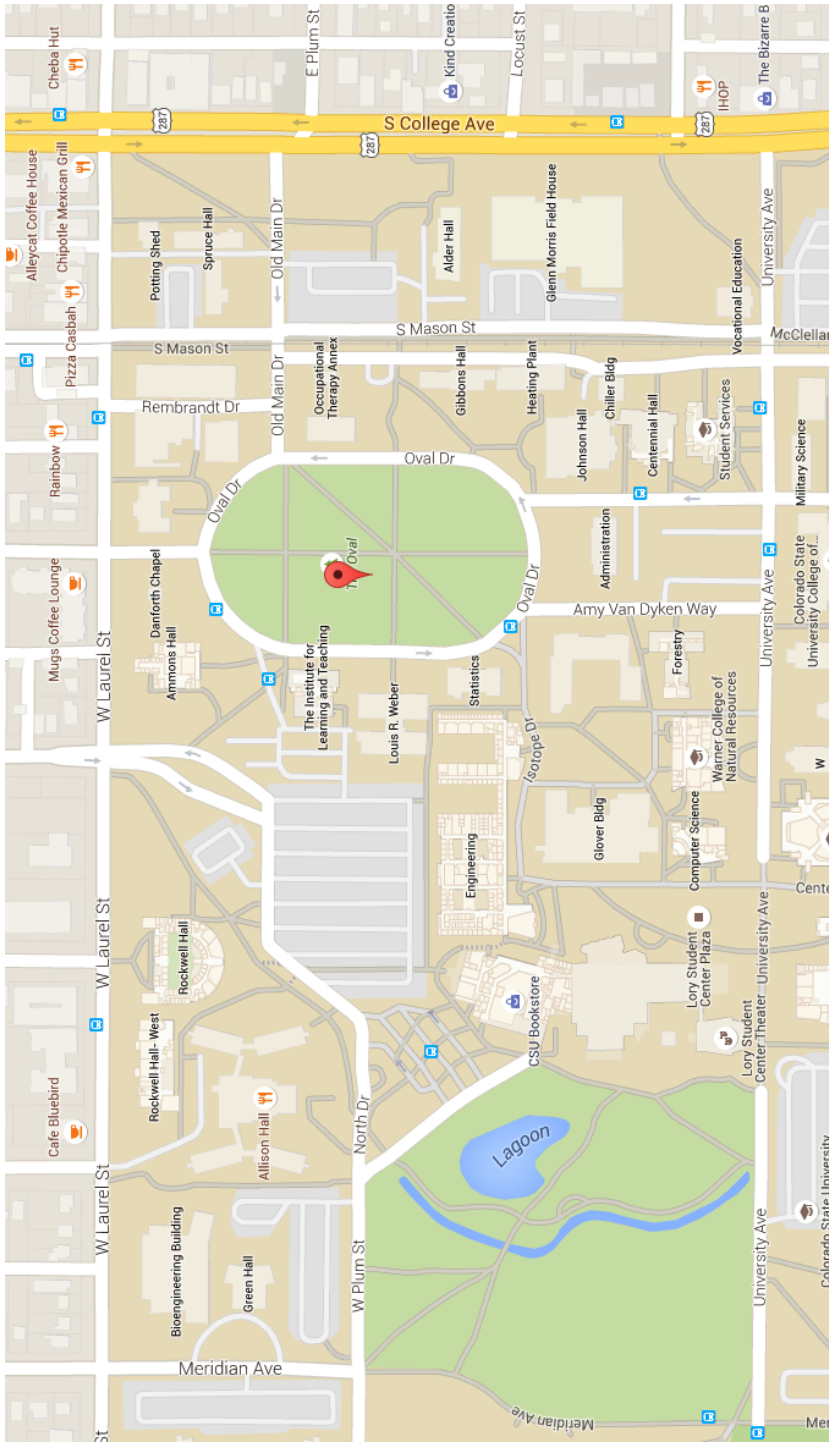 Cheba Hut
E Plum St
Kind Creatio
Locust St
IHOP
The Bizarre B
287
S College Ave
287
287
Alleycat Coffee House
Chipotle Mexican Grill
Potting Shed
Spruce Hall
Old Main Dr
Alder Hall
Glenn Morris Field House
University Ave
Vocational Education
Pizza Casbah
S Mason St
S Mason St
McClellan
Rembrandt Dr
Old Main Dr
Occupational
Therapy Annex
Gibbons Hall
Heating Plant
Chiller Bldg
Johnson Hall
Centennial Hall
Student Services
Military Science
Rainbow
Oval Dr
Oval Dr
Mugs Coffee Lounge
Danforth Chapel
Ammons Hall
Oval
Oval Dr
Administration
Colorado State
University College of...
Amy Van Dyken Way
University Ave
W Laurel St
The Institute for
Learning and Teaching
Louis R. Weber
Statistics
Isotope Dr
Forestry
Warner College of
Natural Resources
W
Engineering
Glover Bldg
Computer Science
Cente
W Laurel St
Rockwell Hall
CSU Bookstore
Lory Student
Center Plaza
University Ave
Lory Student
Center Theater
Rockwell Hall - West
Cafe Bluebird
Allison Hall
North Dr
Lagoon
W Laurel St
Bioengineering Building
Green Hall
W Plum St
University Ave
Colorado State University
Meridian Ave
Meridian Ave
Mer
St